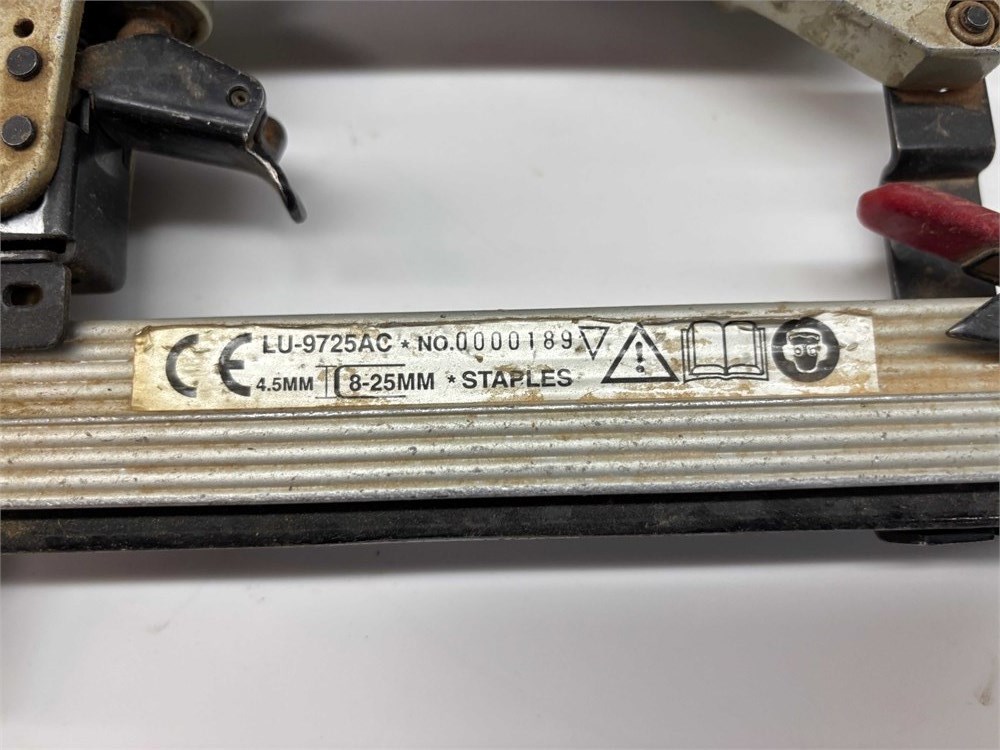 CE LU-9725AC * NO.0000189
4.5MM 8-25MM * STAPLES